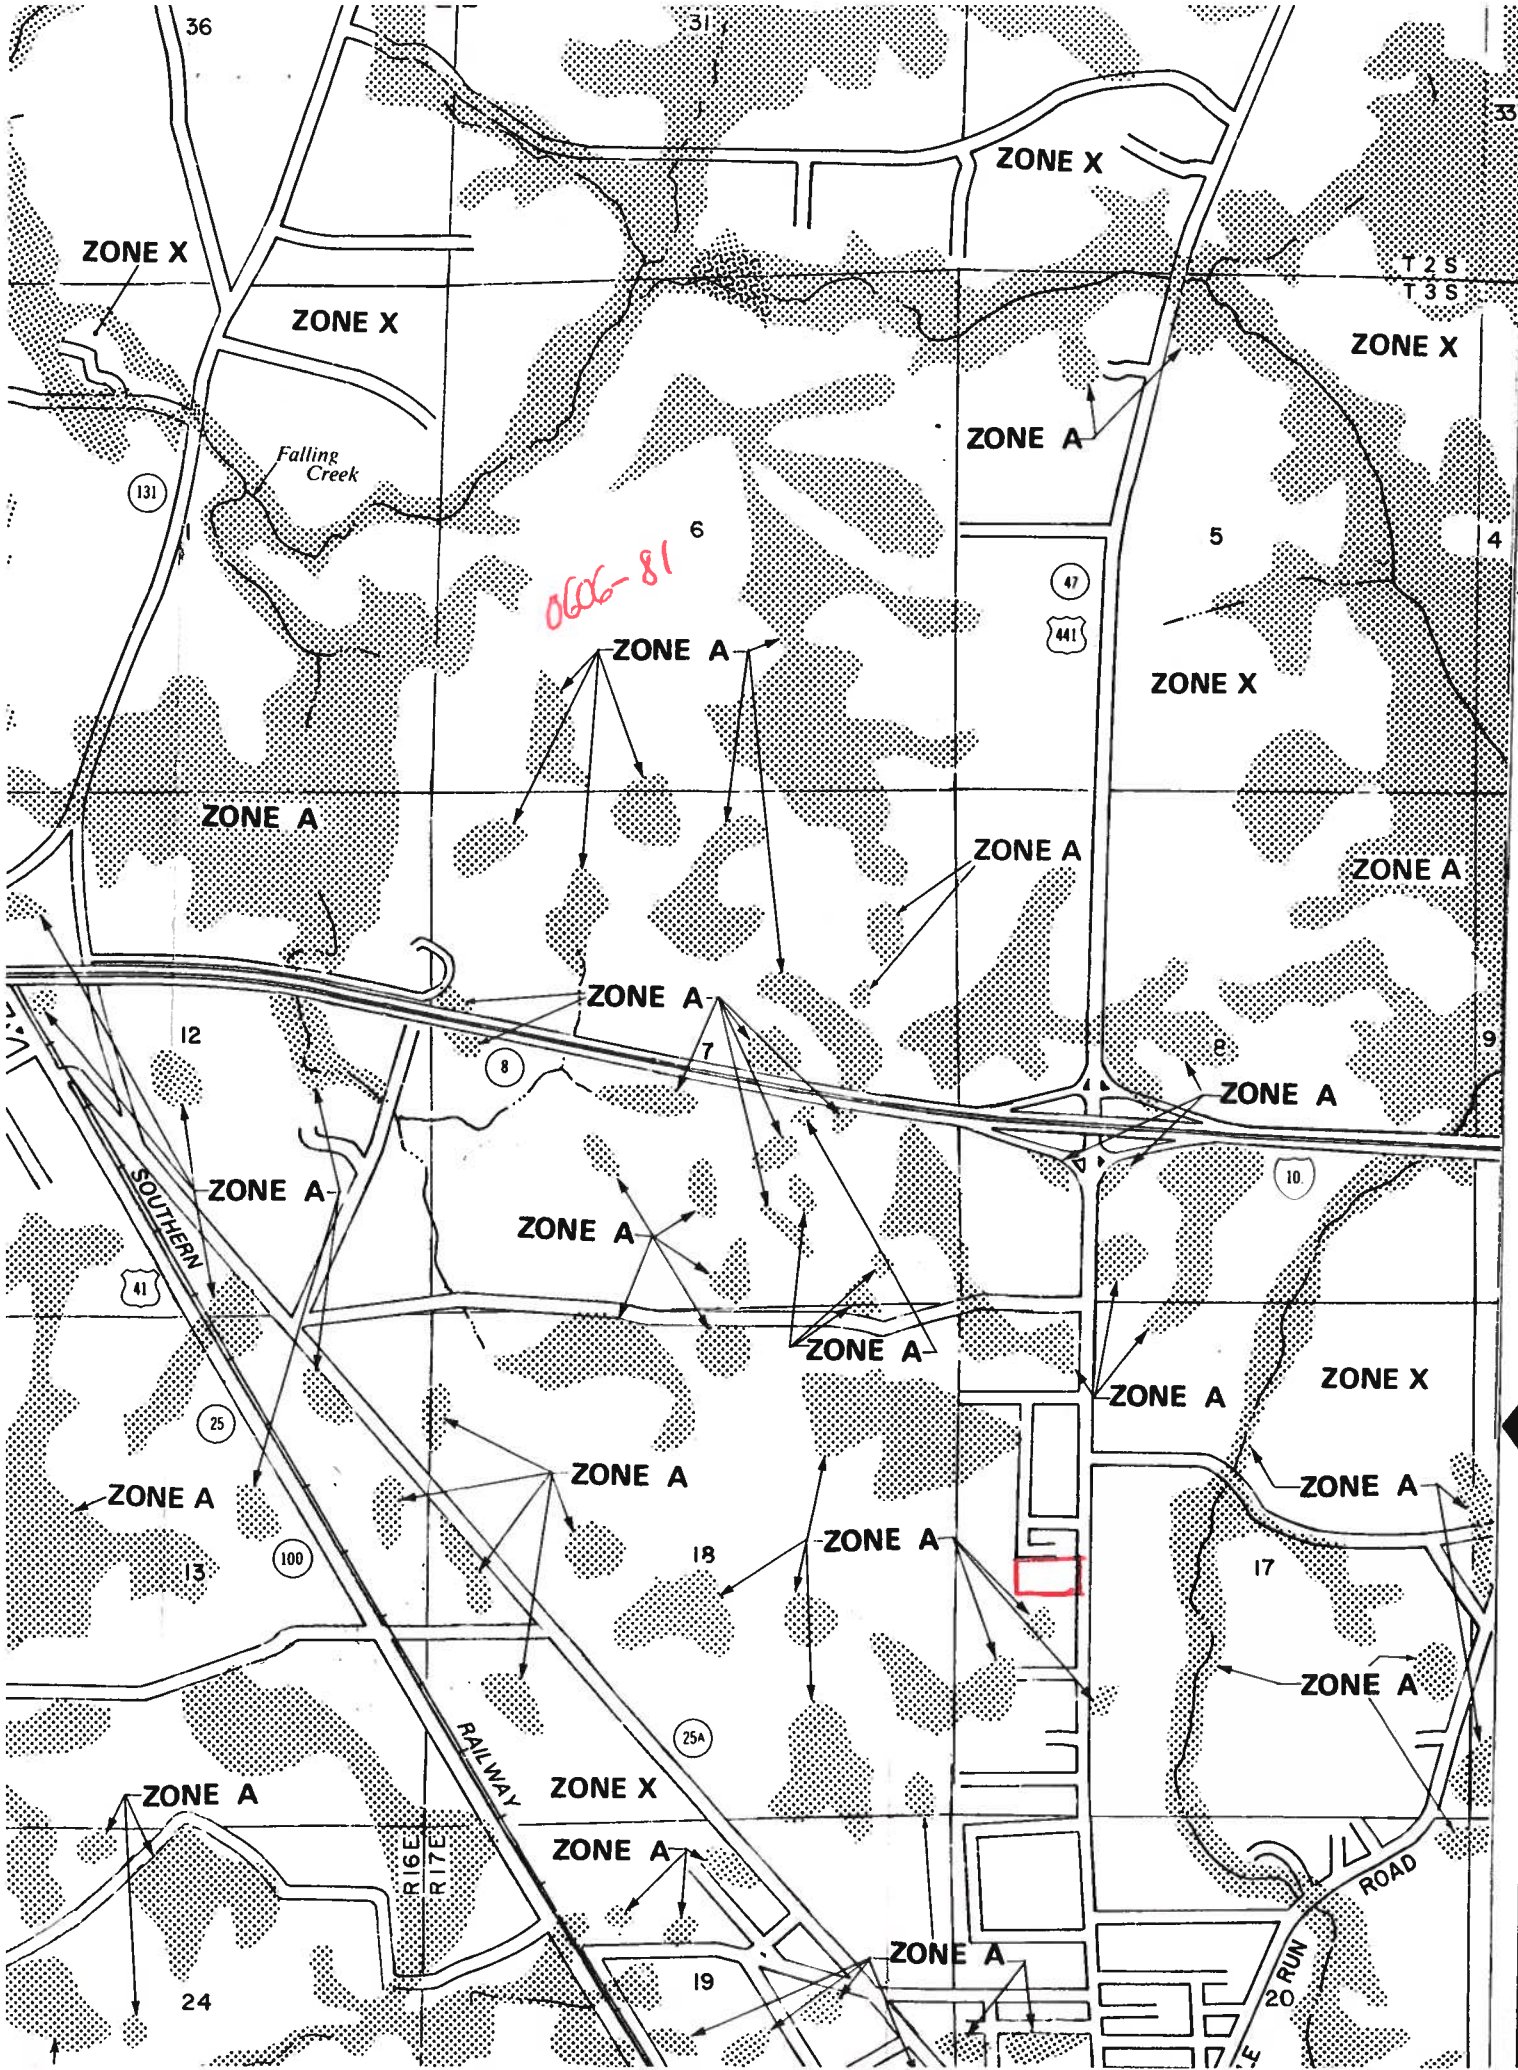 36
31
33
ZONE X
ZONE X
T 2 S
T 3 S
ZONE X
ZONE X
ZONE A
Falling
Creek
131
1
6
5
4
0606-81
47
441
ZONE A
ZONE X
ZONE A
ZONE A
ZONE A
ZONE A
12
7
8
9
8
ZONE A
10
ZONE A
SOUTHERN
ZONE A
41
ZONE A
ZONE A
ZONE X
25
ZONE A
ZONE A
ZONE A
ZONE A
13
100
18
17
ZONE A
RAILWAY
25A
ZONE A
ZONE X
ZONE A
R16E
R17E
ROAD
ZONE A
RUN
24
19
20
E